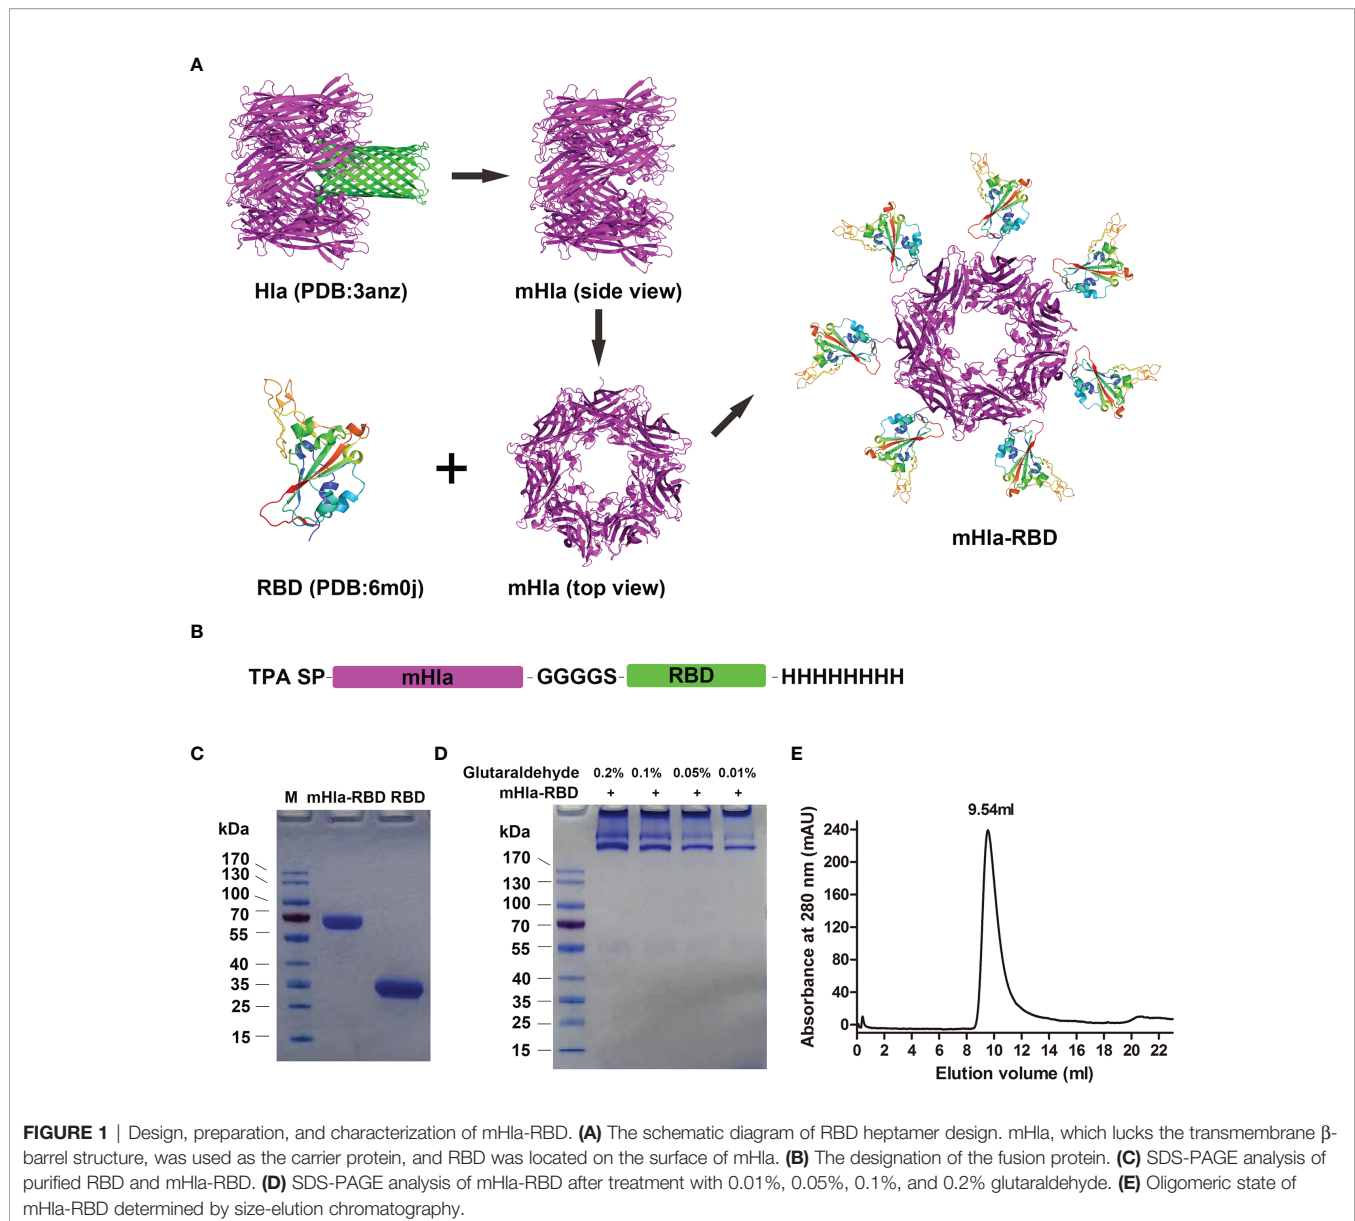 A
Hla (PDB:3anz)
mHla (side view)
RBD (PDB:6m0j)
+
mHla (top view)
mHla-RBD
B
TPA SP-mHla-GGGGS-RBD-HHHHHHHH
C
M mHla-RBD RBD
kDa
170
130
100
70
55
40
35
25
15
D
Glutaraldehyde 0.2% 0.1% 0.05% 0.01%
mHla-RBD + + + +
kDa
170
130
100
70
55
40
35
25
15
E
9.54ml
Absorbance at 280 nm (mAU)
240
200
160
120
80
40
0
0 2 4 6 8 10 12 14 16 18 20 22
Elution volume (ml)
FIGURE 1 | Design, preparation, and characterization of mHla-RBD. (A) The schematic diagram of RBD heptamer design. mHla, which lucks the transmembrane β-
barrel structure, was used as the carrier protein, and RBD was located on the surface of mHla. (B) The designation of the fusion protein. (C) SDS-PAGE analysis of
purified RBD and mHla-RBD. (D) SDS-PAGE analysis of mHla-RBD after treatment with 0.01%, 0.05%, 0.1%, and 0.2% glutaraldehyde. (E) Oligomeric state of
mHla-RBD determined by size-elution chromatography.